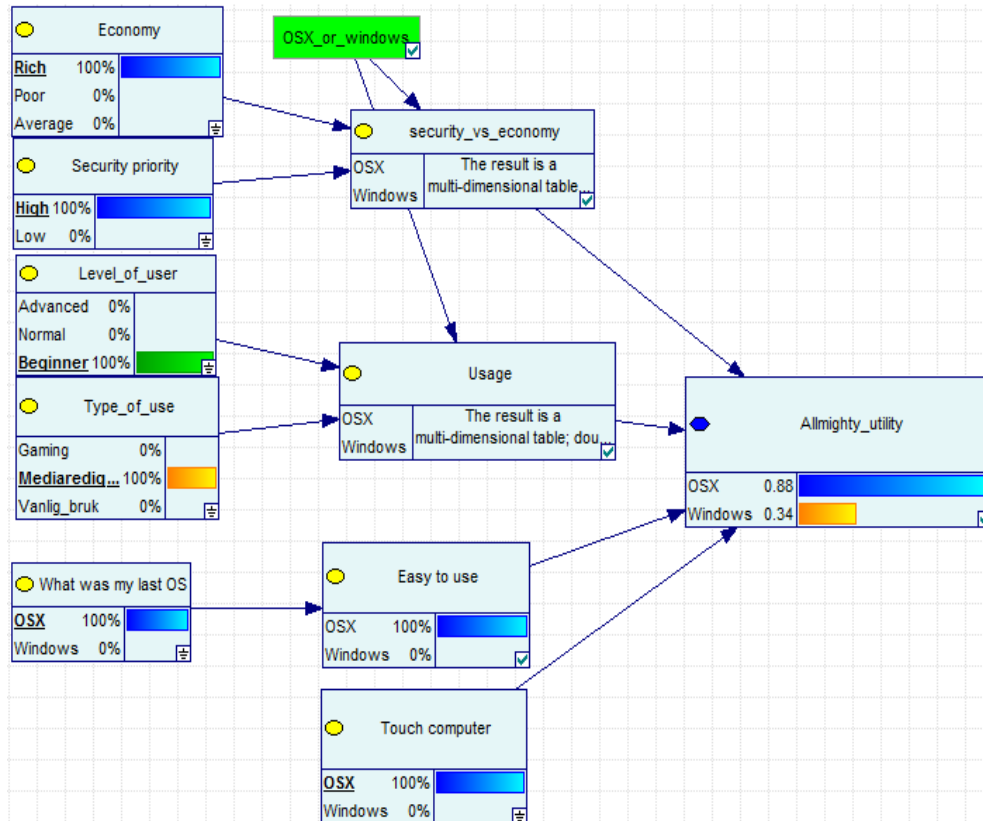 Economy
Rich 100%
Poor 0%
Average 0%
OSX_or_windows
security_vs_economy
OSX
Windows
The result is a
multi-dimensional table...
Security priority
High 100%
Low 0%
Level_of_user
Advanced 0%
Normal 0%
Beginner 100%
Usage
OSX
Windows
The result is a
multi-dimensional table; dou...
Type_of_use
Gaming 0%
Mediarediq... 100%
Vanlig_bruk 0%
Allmighty_utility
OSX 0.88
Windows 0.34
What was my last OS
OSX 100%
Windows 0%
Easy to use
OSX 100%
Windows 0%
Touch computer
OSX 100%
Windows 0%